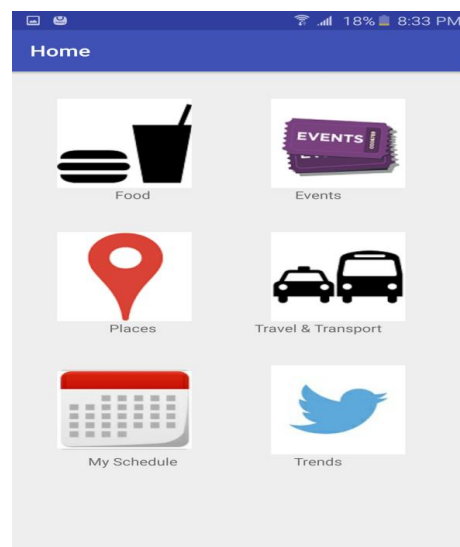 18% 8:33 PM
Home
EVENTS
Food
Events
Places
Travel & Transport
My Schedule
Trends